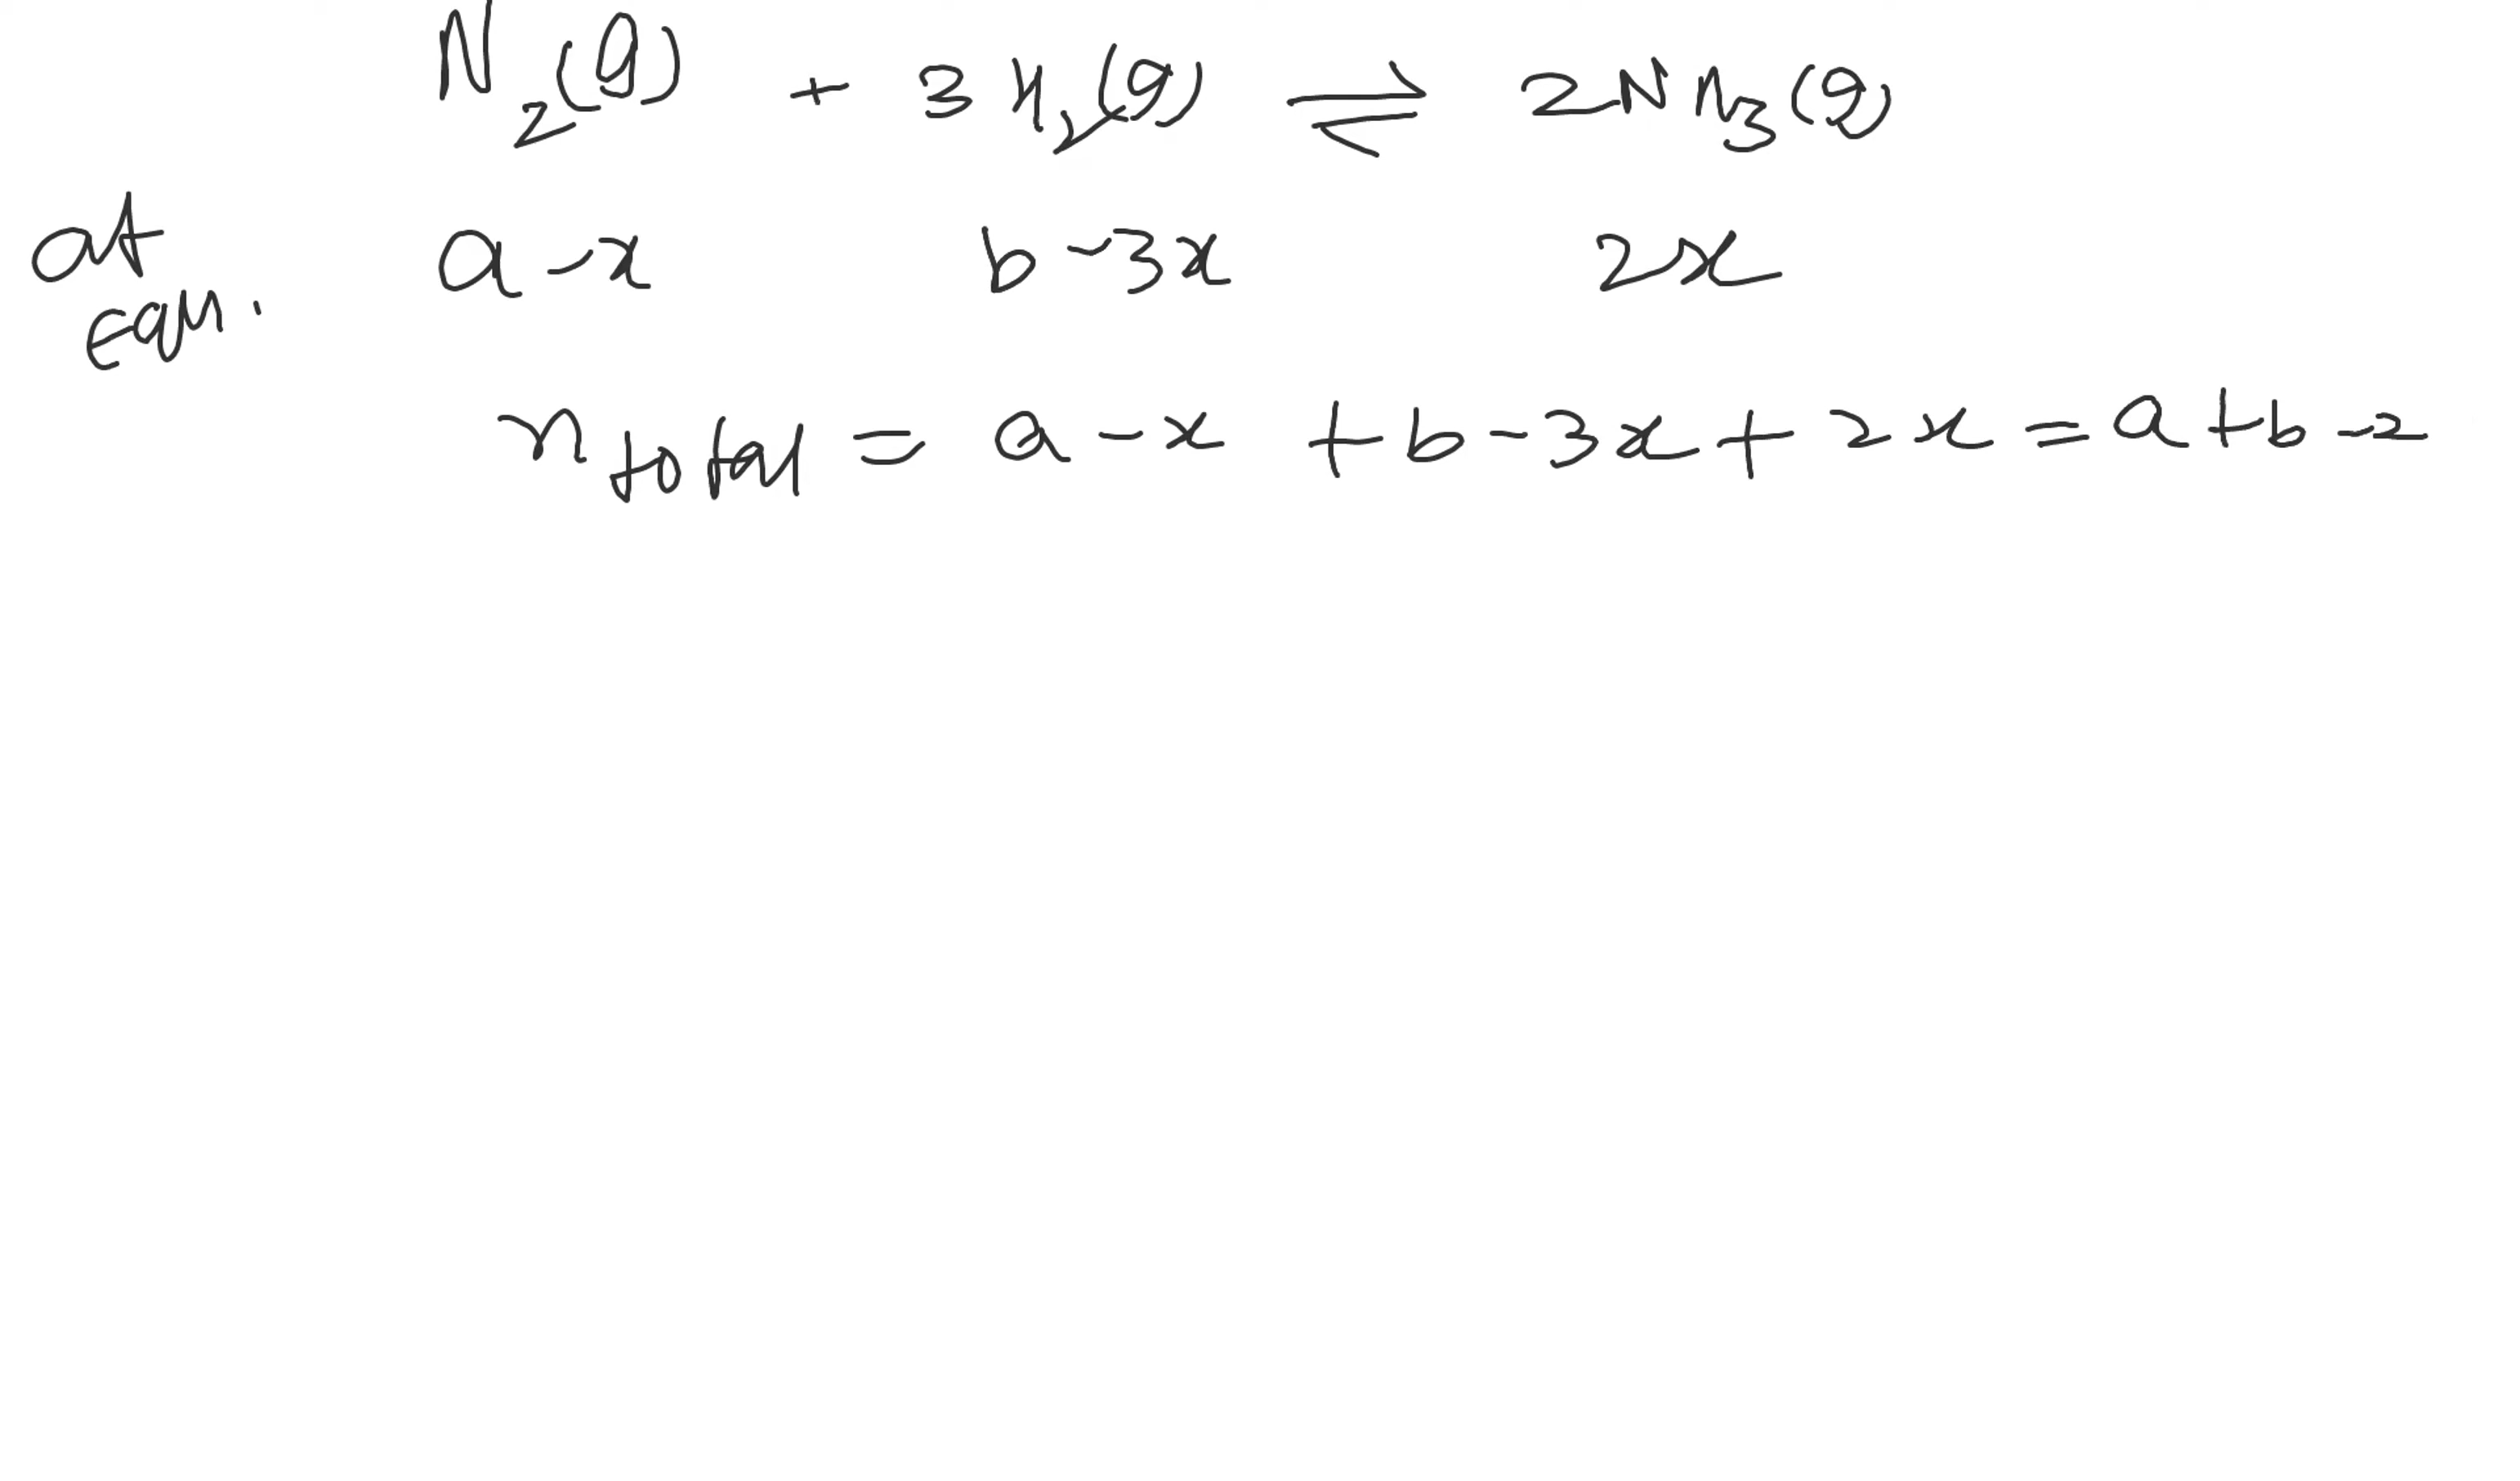 N₂(g) + 3H₂(g) ⇌ 2NH₃(g)
at a-x b-3x 2x
eqm.
n total = a-x +b-3x+2x = a+b-2